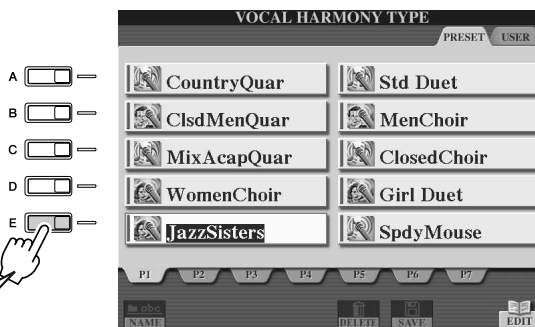 VOCAL HARMONY TYPE
PRESET USER
A CountryQuar Std Duet
B ClsdMenQuar MenChoir
C MixAcapQuar ClosedChoir
D WomenChoir Girl Duet
E JazzSisters SpdyMouse
P1 P2 P3 P4 P5 P6 P7
abc
NAME DELETE SAVE EDIT